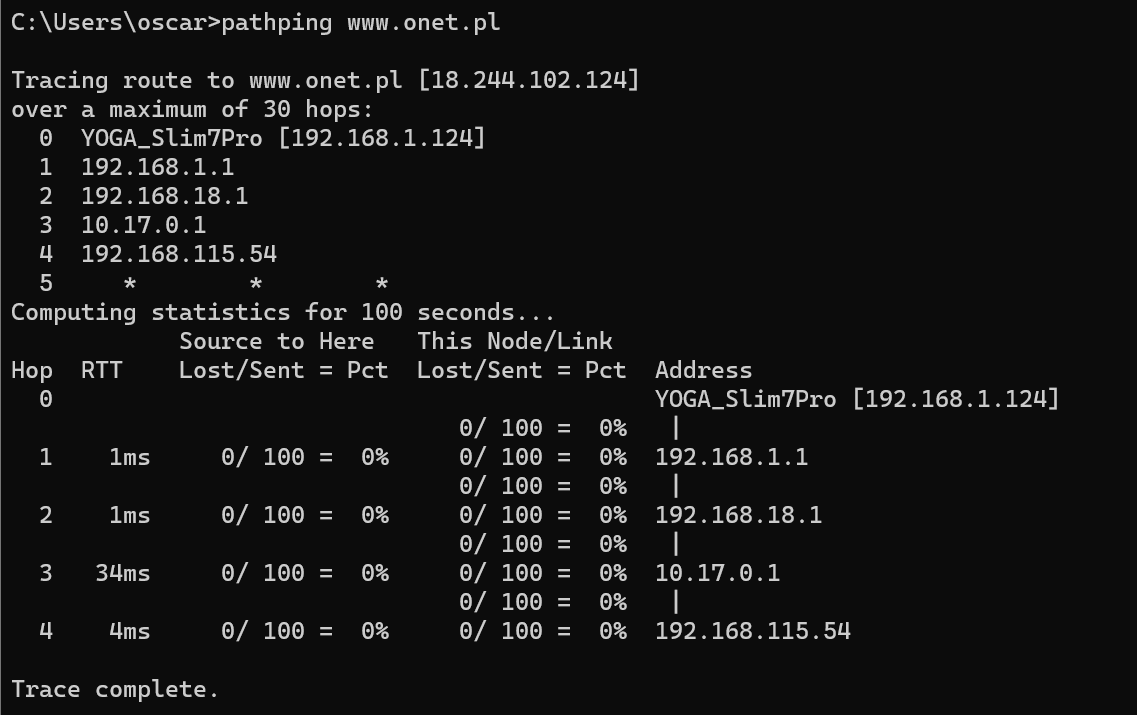 C:\Users\oscar>pathping www.onet.pl

Tracing route to www.onet.pl [18.244.102.124]
over a maximum of 30 hops:
  0  YOGA_Slim7Pro [192.168.1.124]
  1  192.168.1.1
  2  192.168.18.1
  3  10.17.0.1
  4  192.168.115.54
  5     *        *        *
Computing statistics for 100 seconds...
            Source to Here   This Node/Link
Hop  RTT    Lost/Sent = Pct  Lost/Sent = Pct  Address
  0                                           YOGA_Slim7Pro [192.168.1.124]
                                0/ 100 =  0%   |
  1    1ms     0/ 100 =  0%     0/ 100 =  0%  192.168.1.1
                                0/ 100 =  0%   |
  2    1ms     0/ 100 =  0%     0/ 100 =  0%  192.168.18.1
                                0/ 100 =  0%   |
  3   34ms     0/ 100 =  0%     0/ 100 =  0%  10.17.0.1
                                0/ 100 =  0%   |
  4    4ms     0/ 100 =  0%     0/ 100 =  0%  192.168.115.54

Trace complete.